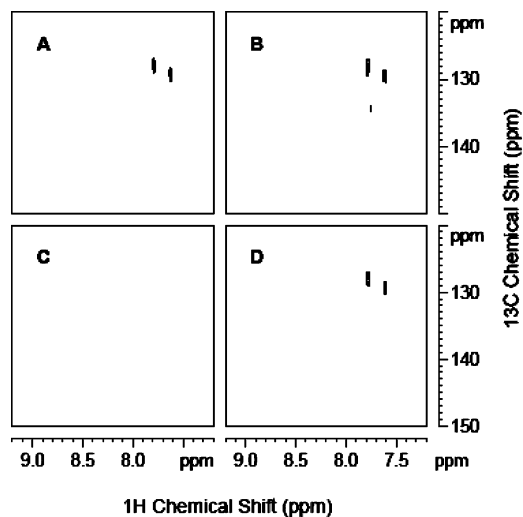 A
B
ppm
130
140
C
D
ppm
130
140
150
9.0 8.5 8.0 ppm
9.0 8.5 8.0 7.5 ppm
1H Chemical Shift (ppm)
13C Chemical Shift (ppm)